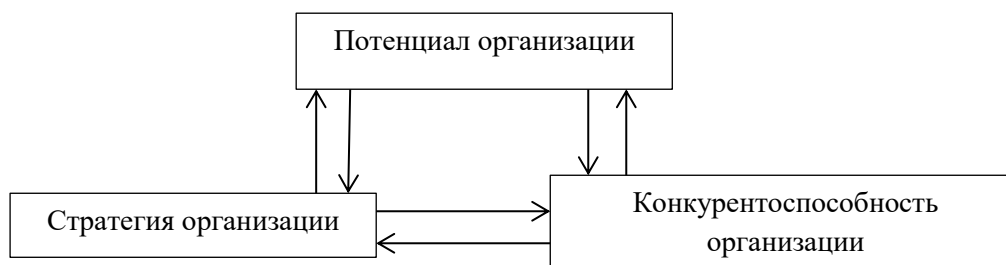 Потенциал организации
Стратегия организации
Конкурентоспособность
организации